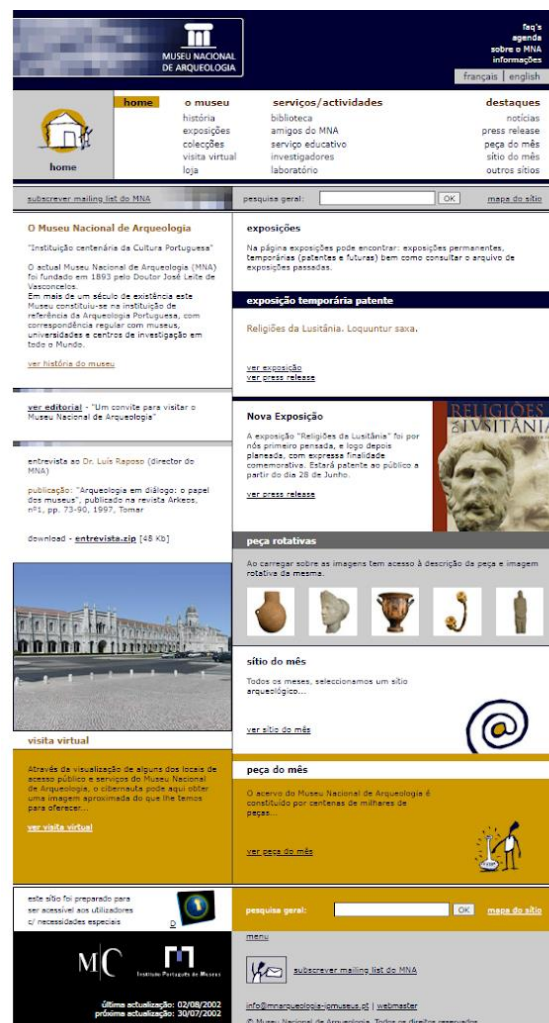 MUSEU NACIONAL
DE ARQUEOLOGIA
faq's
agenda
sobre o MNA
informações
français | english
home
home
o museu
história
exposições
colecções
visita virtual
loja
serviços/actividades
biblioteca
amigos do MNA
serviço educativo
investigadores
laboratório
destaques
notícias
press release
peça do mês
sítio do mês
outros sítios
subscrever mailing list do MNA
pesquisa geral:
OK
mapa do sítio
O Museu Nacional de Arqueologia
"Instituição centenária da Cultura Portuguesa"
O actual Museu Nacional de Arqueologia (MNA)
foi fundado em 1893 pelo Doutor José Leite de
Vasconcelos.
Em mais de um século de existência este
Museu constituiu-se na instituição de
referência da Arqueologia Portuguesa, com
correspondência regular com museus,
universidades e centros de investigação em
todo o Mundo.
ver história do museu
ver editorial - "Um convite para visitar o
Museu Nacional de Arqueologia"
entrevista ao Dr. Luís Raposo (director do
MNA)
publicação: "Arqueologia em diálogo: o papel
dos museus", publicado na revista Arkeos,
nº1, pp. 73-90, 1997, Tomar
download - entrevista.zip [48 Kb]
visita virtual
Através da visualização de alguns dos locais de
acesso público e serviços do Museu Nacional
de Arqueologia, o cibernauta pode aqui obter
uma imagem aproximada do que lhe temos
para oferecer...
ver visita virtual
exposições
Na página exposições pode encontrar: exposições permanentes,
temporárias (patentes e futuras) bem como consultar o arquivo de
exposições passadas.
exposição temporária patente
Religiões da Lusitânia. Loquuntur saxa.
ver exposição
ver press release
Nova Exposição
A exposição "Religiões da Lusitânia" foi por
nós primeiro pensada, e logo depois
planeada, com expressa finalidade
comemorativa. Estará patente ao público a
partir do dia 28 de Junho.
ver press release
RELIGIÕES
DA LVSITÂNIA
peça rotativas
Ao carregar sobre as imagens tem acesso à descrição da peça e imagem
rotativa da mesma.
sítio do mês
Todos os meses, seleccionamos um sítio
arqueológico...
ver sítio do mês
peça do mês
O acervo do Museu Nacional de Arqueologia é
constituído por centenas de milhares de
peças...
ver peça do mês
este sítio foi preparado para
ser acessível aos utilizadores
c/ necessidades especiais
D
pesquisa geral:
OK
mapa do sítio
MC
Instituto Português de Museus
última actualização: 02/08/2002
próxima actualização: 30/07/2002
menu
subscrever mailing list do MNA
info@mnarqueologia-ipmuseus.pt | webmaster
© Museu Nacional de Arqueologia. Todos os direitos reservados